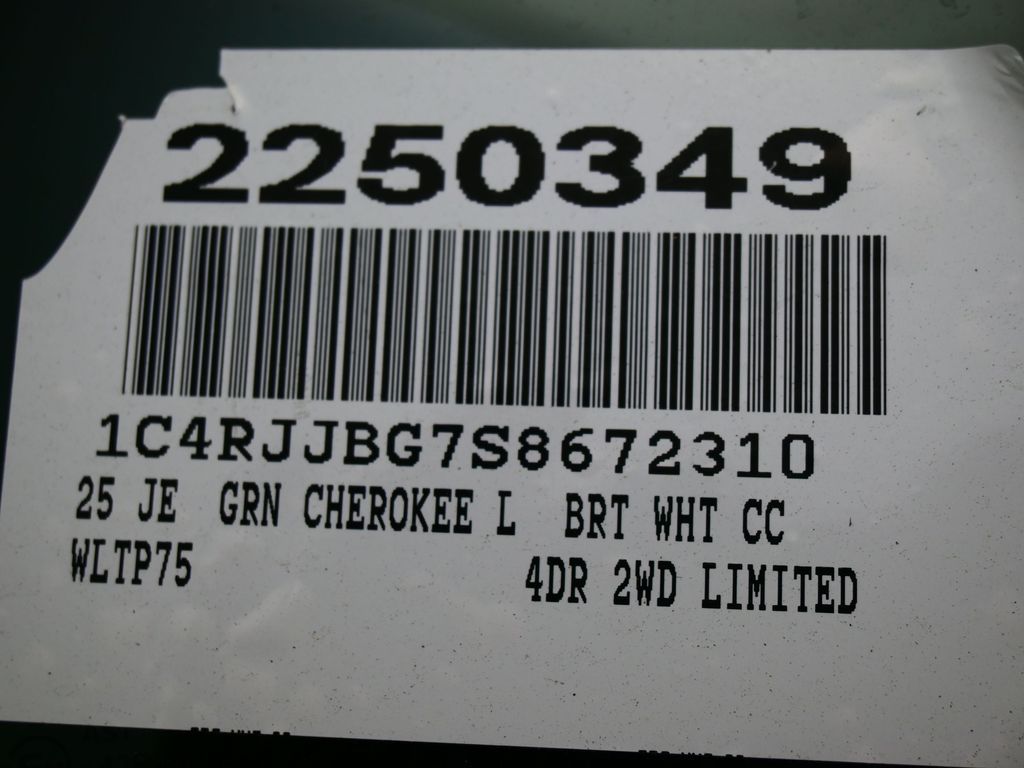 2250349
1C4RJJBG7S8672310
25 JE GRN CHEROKEE L BRT WHT CC
WLTP75 4DR 2WD LIMITED